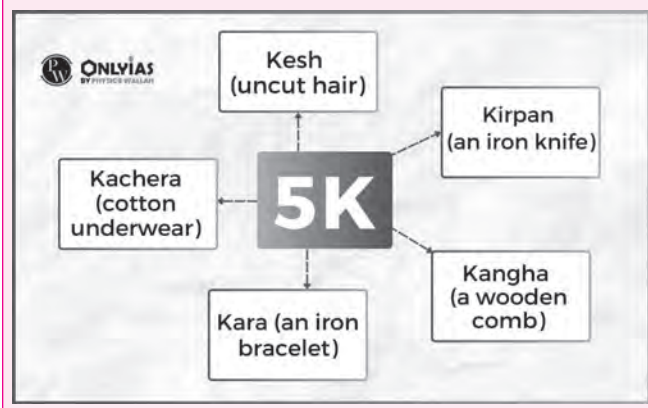 PW
ONLYIAS
BY PHYSICS WALLAH
Kesh
(uncut hair)
Kirpan
(an iron knife)
Kachera
(cotton
underwear)
5K
Kangha
(a wooden
comb)
Kara (an iron
bracelet)